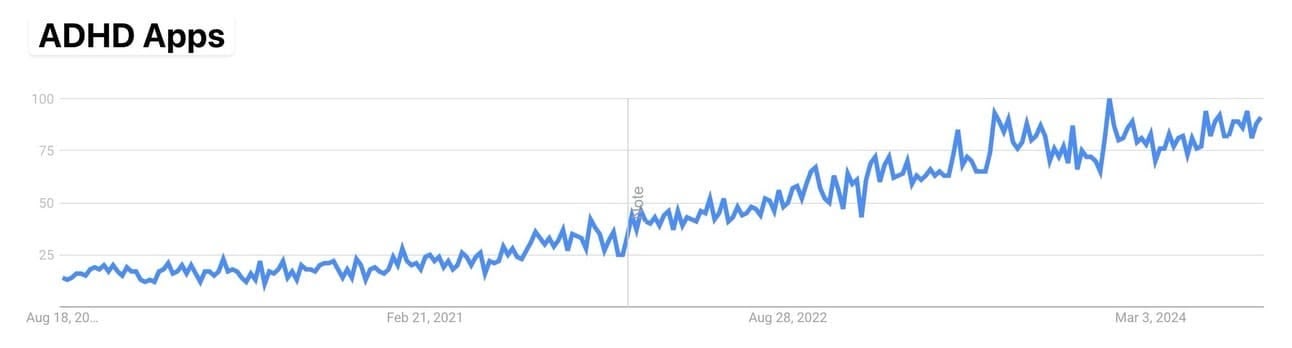 ADHD Apps
100
75
50
25
Note
Aug 18, 20...
Feb 21, 2021
Aug 28, 2022
Mar 3, 2024